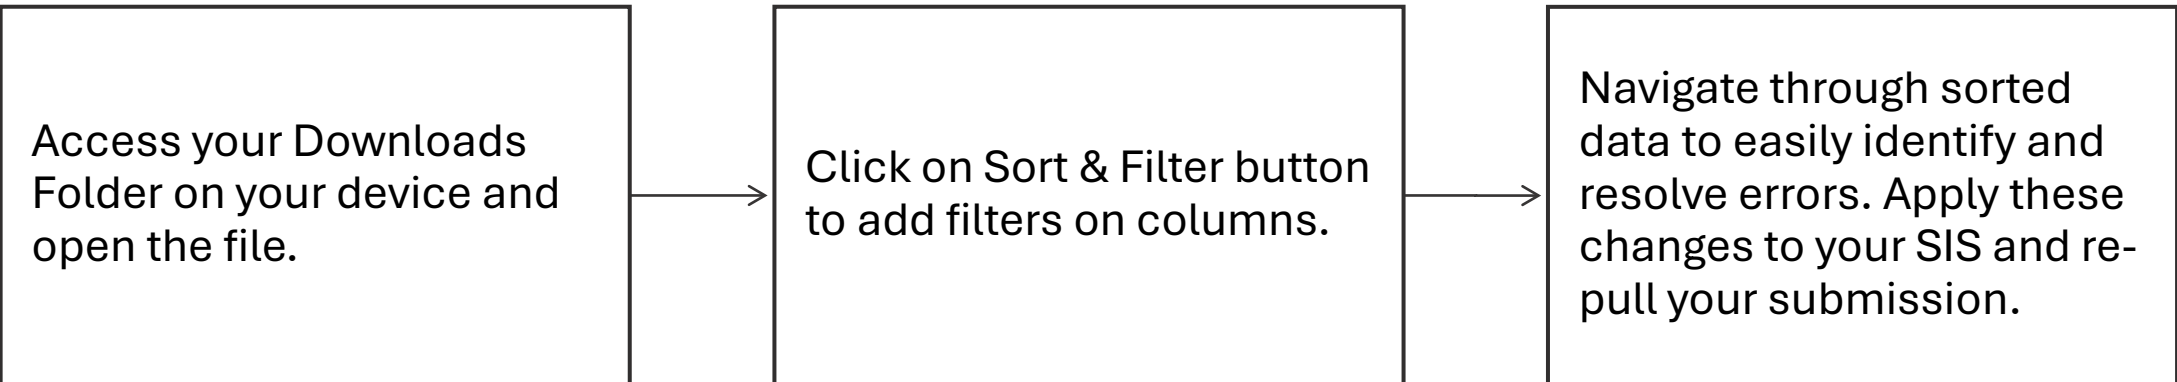 Access your Downloads
Folder on your device and
open the file.
Click on Sort & Filter button
to add filters on columns.
Navigate through sorted
data to easily identify and
resolve errors. Apply these
changes to your SIS and re-
pull your submission.